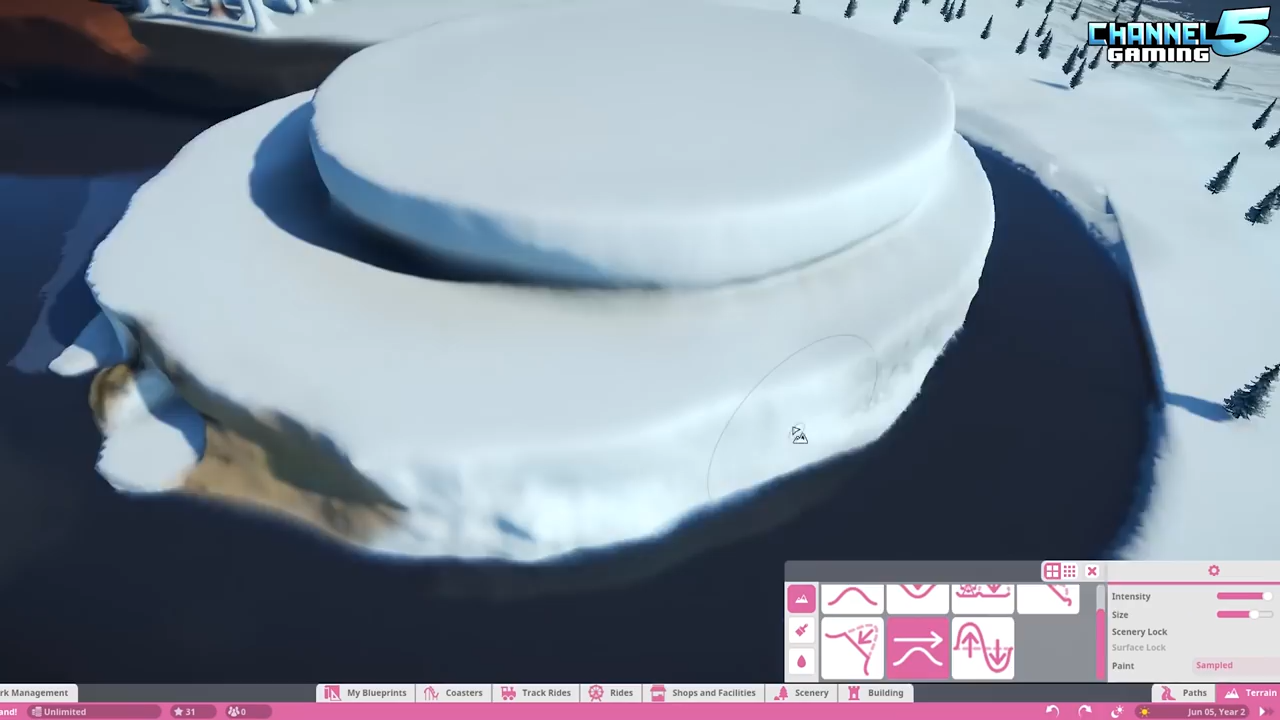 CHANNEL 5
GAMING
Intensity
Size
Scenery Lock
Surface Lock
Paint Sampled
rk Management My Blueprints Coasters Track Rides Rides Shops and Facilities Scenery Building Paths Terrain
and! Unlimited 31 0 Jun 05, Year 2